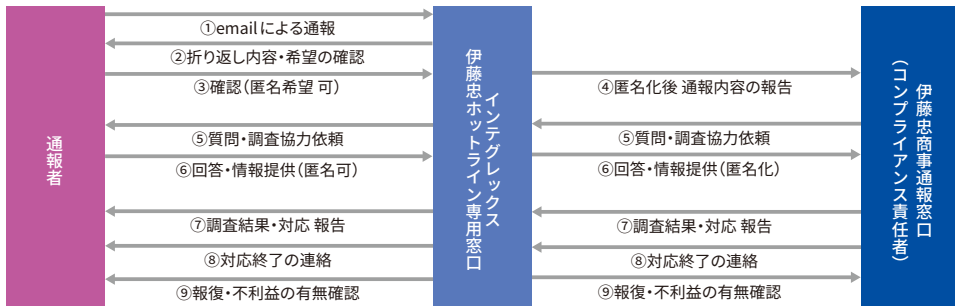 通報者
①emailによる通報
②折り返し内容・希望の確認
③確認（匿名希望 可）
⑤質問・調査協力依頼
⑥回答・情報提供（匿名可）
⑦調査結果・対応 報告
⑧対応終了の連絡
⑨報復・不利益の有無確認
インテグレックス
伊藤忠ホットライン専用窓口
④匿名化後 通報内容の報告
⑤質問・調査協力依頼
⑥回答・情報提供（匿名化）
⑦調査結果・対応 報告
⑧対応終了の連絡
⑨報復・不利益の有無確認
伊藤忠商事通報窓口
（コンプライアンス責任者）